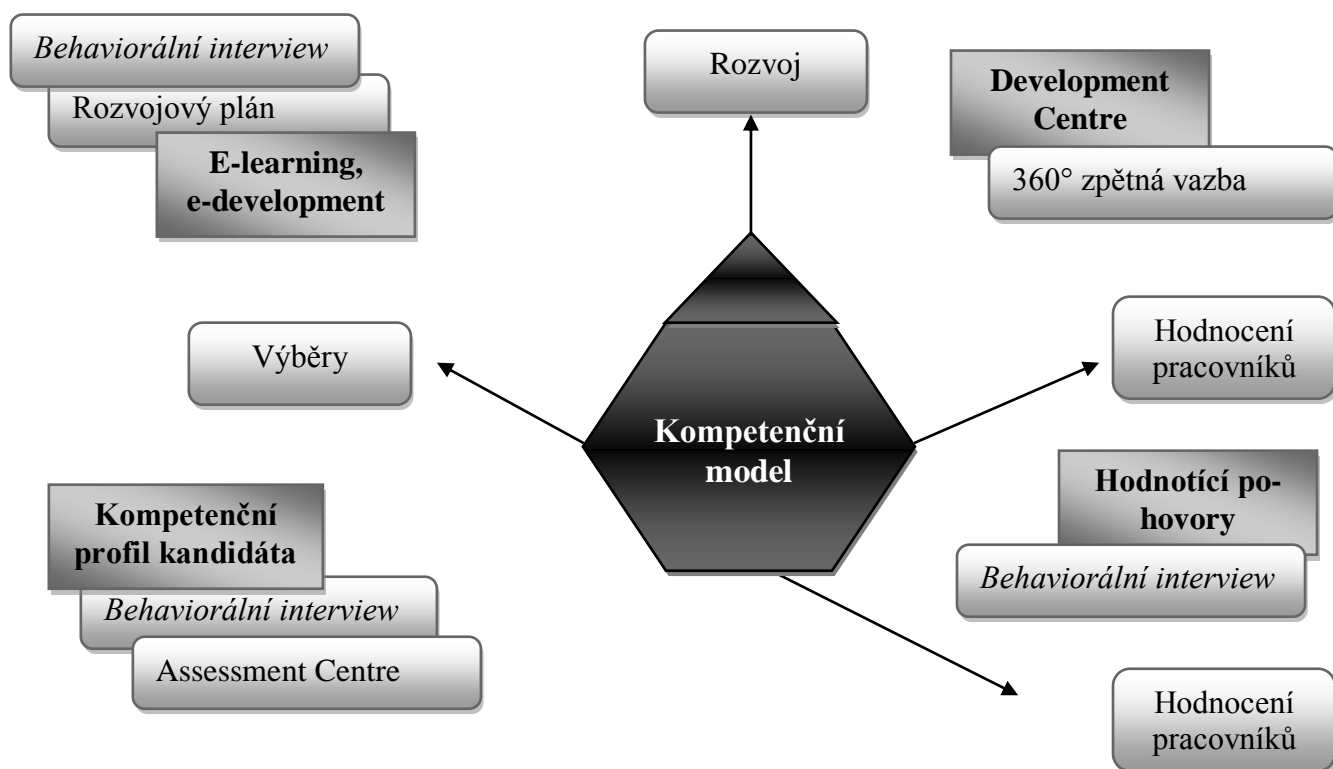 Behaviorální interview
Rozvojový plán
E-learning,
e-development
Rozvoj
Development
Centre
360° zpětná vazba
Výběry
Hodnocení
pracovníků
Kompetenční
model
Kompetenční
profil kandidáta
Behaviorální interview
Assessment Centre
Hodnotící po-
hovory
Behaviorální interview
Hodnocení
pracovníků